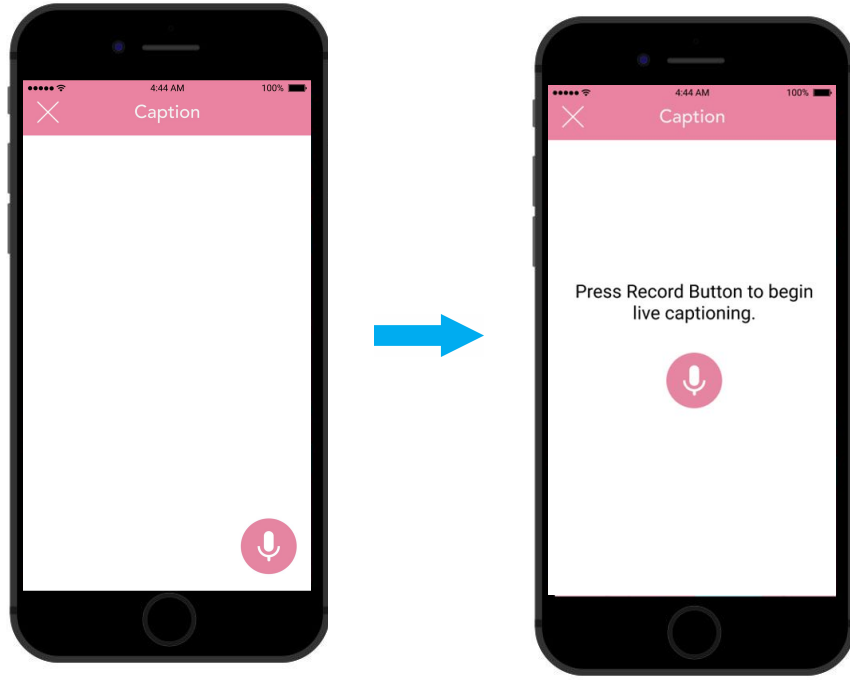 4:44 AM
100%
Caption
4:44 AM
100%
Caption
Press Record Button to begin
live captioning.